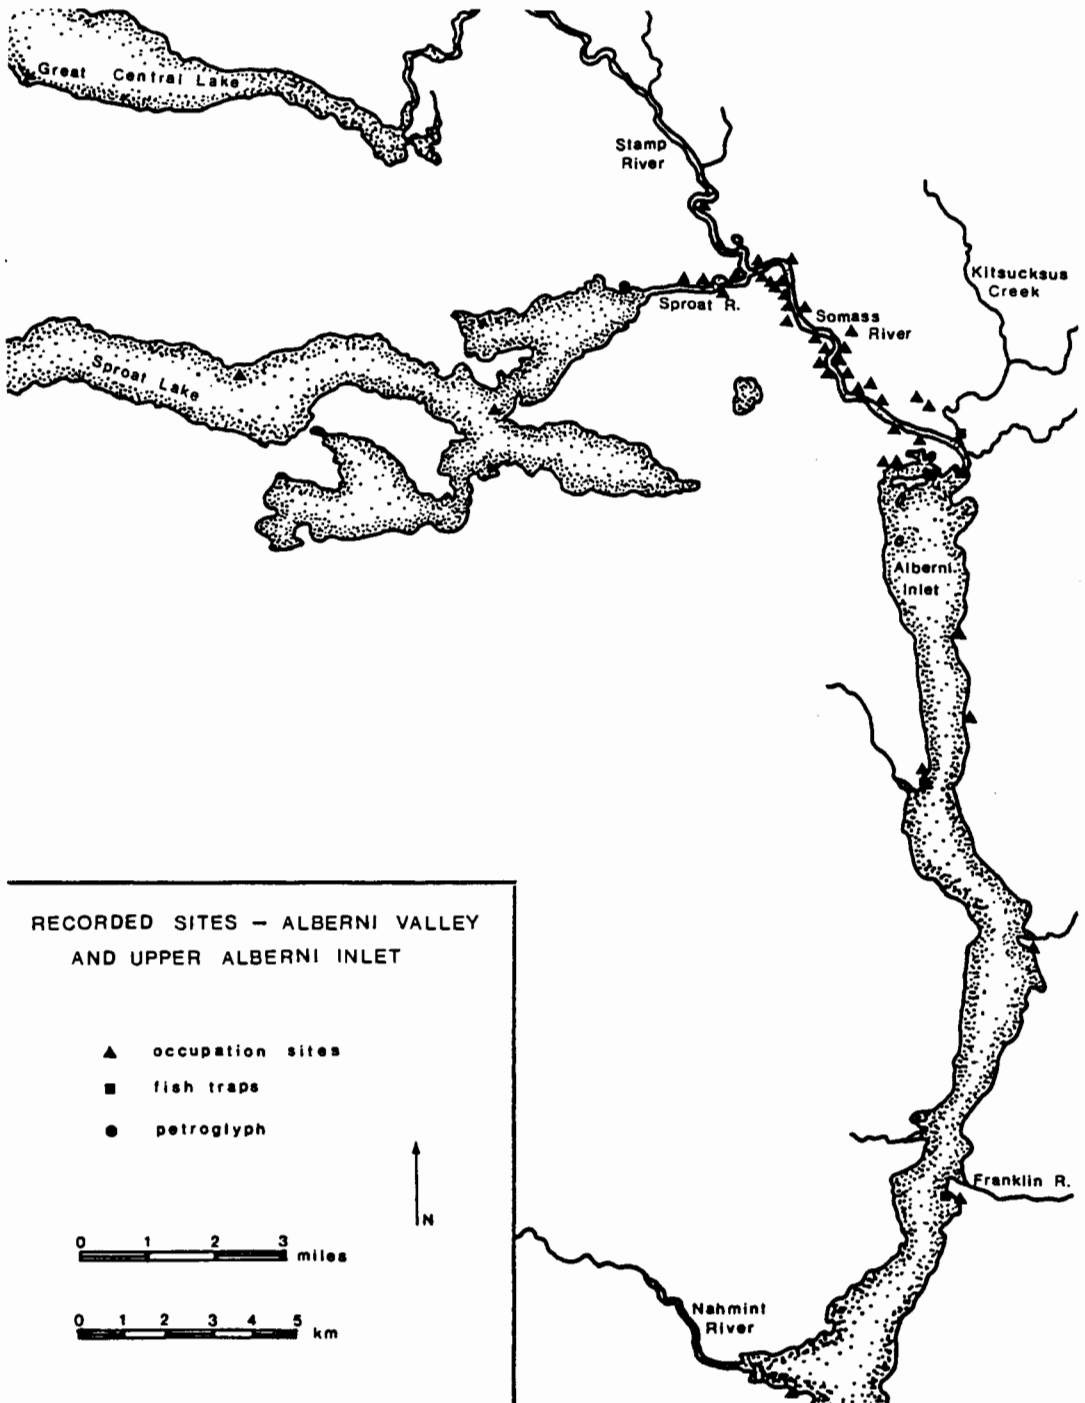 Great Central Lake
Stamp
River
Kitsucksus
Creek
Sproat R.
Somass
River
Sproat Lake
Alberni
Inlet
RECORDED SITES – ALBERNI VALLEY
AND UPPER ALBERNI INLET
▲ occupation sites
■ fish traps
● petroglyph
N
0 1 2 3
miles
0 1 2 3 4 5
km
Franklin R.
Nahmint
River